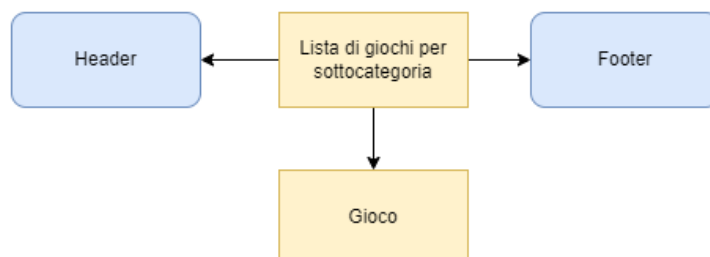 Header
Lista di giochi per
sottocategoria
Footer
Gioco